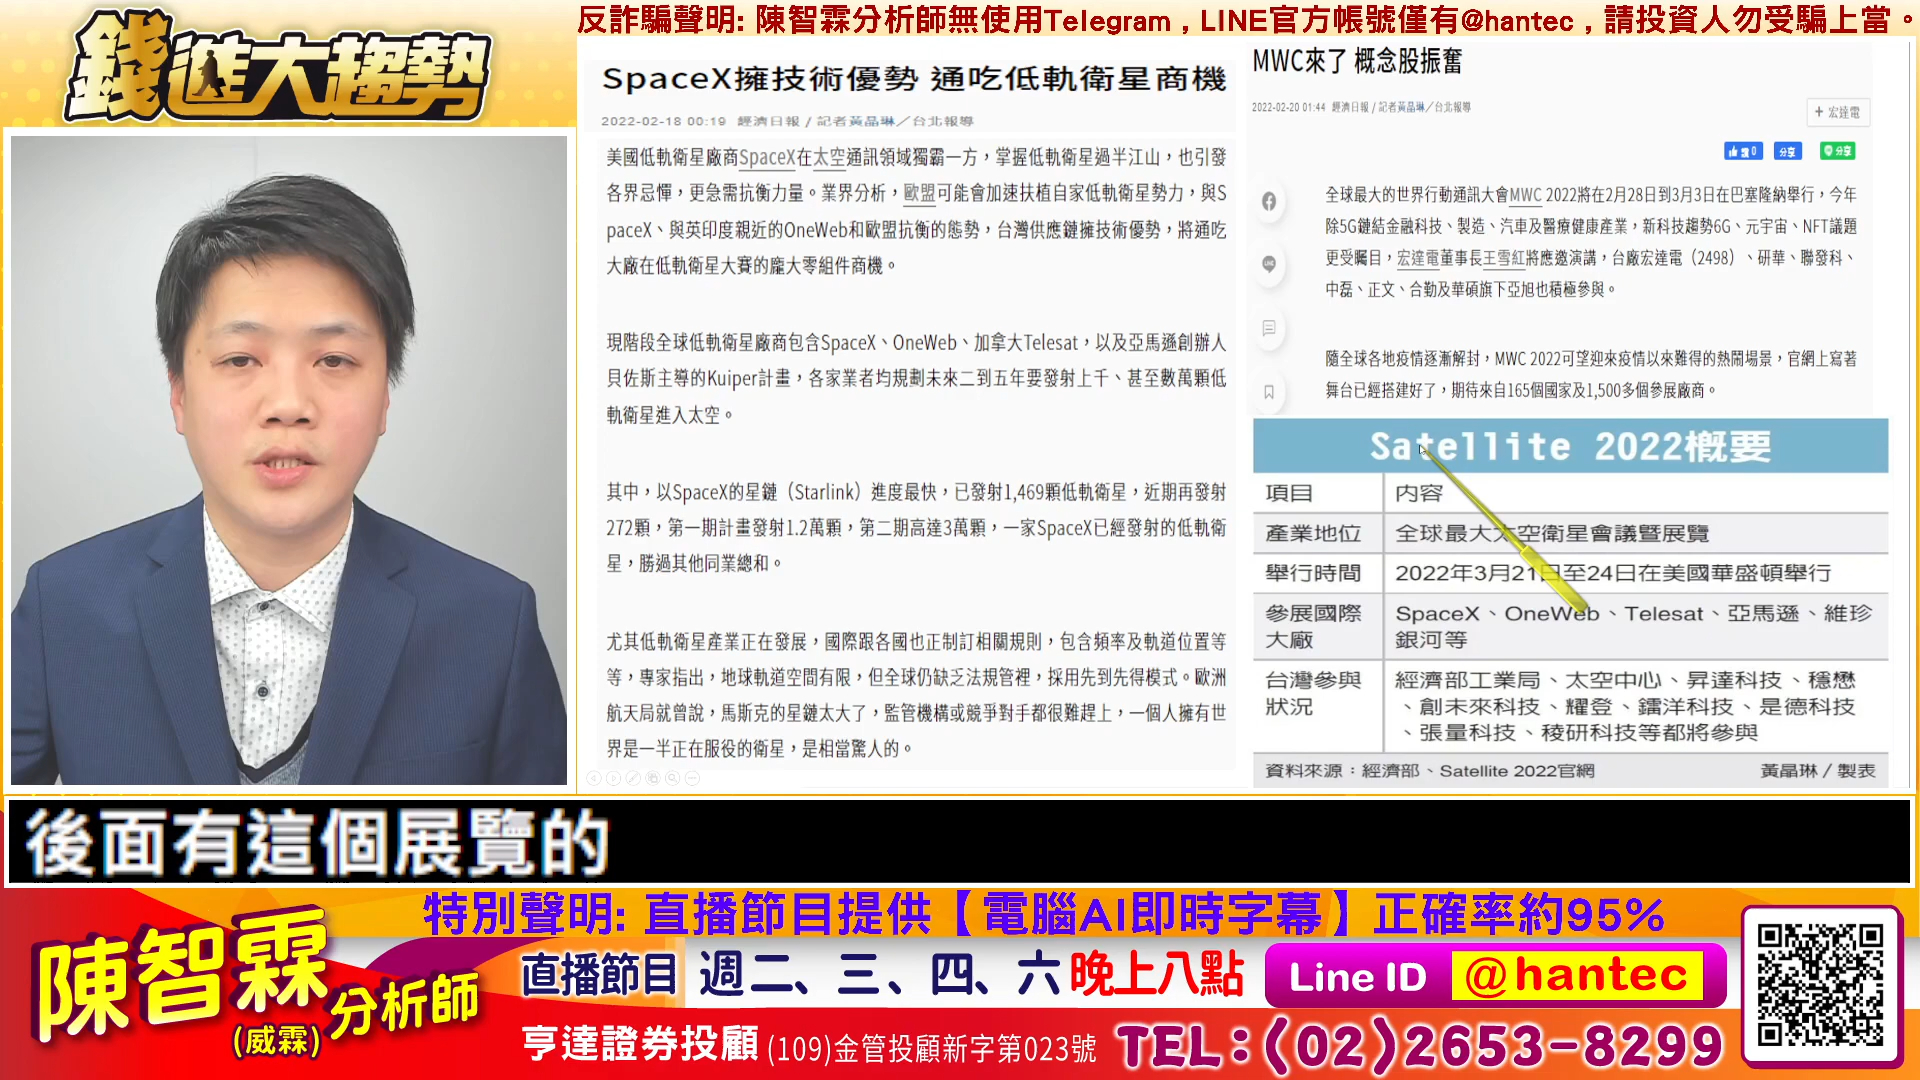 反詐騙聲明: 陳智霖分析師無使用Telegram , LINE官方帳號僅有@hantec , 請投資人勿受騙上當。
錢進大趨勢
SpaceX擁技術優勢 通吃低軌衛星商機
2022-02-18 00:19 經濟日報 / 記者黃晶琳／台北報導
美國低軌衛星廠商SpaceX在太空通訊領域獨霸一方，掌握低軌衛星過半江山，也引發
各界忌憚，更急需抗衡力量。業界分析，歐盟可能會加速扶植自家低軌衛星勢力，與S
paceX、與英印度親近的OneWeb和歐盟抗衡的態勢，台灣供應鏈擁技術優勢，將通吃
大廠在低軌衛星大賽的龐大零組件商機。
現階段全球低軌衛星廠商包含SpaceX、OneWeb、加拿大Telesat，以及亞馬遜創辦人
貝佐斯主導的Kuiper計畫，各家業者均規劃未來二到五年要發射上千、甚至數萬顆低
軌衛星進入太空。
其中，以SpaceX的星鏈（Starlink）進度最快，已發射1,469顆低軌衛星，近期再發射
272顆，第一期計畫發射1.2萬顆，第二期高達3萬顆，一家SpaceX已經發射的低軌衛
星，勝過其他同業總和。
尤其低軌衛星產業正在發展，國際跟各國也正制訂相關規則，包含頻率及軌道位置等
等，專家指出，地球軌道空間有限，但全球仍缺乏法規管裡，採用先到先得模式。歐洲
航天局就曾說，馬斯克的星鏈太大了，監管機構或競爭對手都很難趕上，一個人擁有世
界是一半正在服役的衛星，是相當驚人的。
MWC來了 概念股振奮
2022-02-20 01:44 經濟日報 / 記者黃晶琳／台北報導
+ 宏達電
讚 0
分享
分享
全球最大的世界行動通訊大會MWC 2022將在2月28日到3月3日在巴塞隆納舉行，今年
除5G鏈結金融科技、製造、汽車及醫療健康產業，新科技趨勢6G、元宇宙、NFT議題
更受矚目，宏達電董事長王雪紅將應邀演講，台廠宏達電（2498）、研華、聯發科、
中磊、正文、合勤及華碩旗下亞旭也積極參與。
隨全球各地疫情逐漸解封，MWC 2022可望迎來疫情以來難得的熱鬧場景，官網上寫著
舞台已經搭建好了，期待來自165個國家及1,500多個參展廠商。
Satellite 2022概要
項目 內容
產業地位 全球最大太空衛星會議暨展覽
舉行時間 2022年3月21日至24日在美國華盛頓舉行
參展國際大廠 SpaceX、OneWeb、Telesat、亞馬遜、維珍
銀河等
台灣參與狀況 經濟部工業局、太空中心、昇達科技、穩懋
、創未來科技、耀登、鐳洋科技、是德科技
、張量科技、稜研科技等都將參與
資料來源：經濟部、Satellite 2022官網 黃晶琳／製表
後面有這個展覽的
特別聲明: 直播節目提供【電腦AI即時字幕】正確率約95%
陳智霖分析師
(威霖)
直播節目 週二、三、四、六 晚上八點
Line ID @hantec
亨達證券投顧 (109)金管投顧新字第023號 TEL:(02)2653-8299